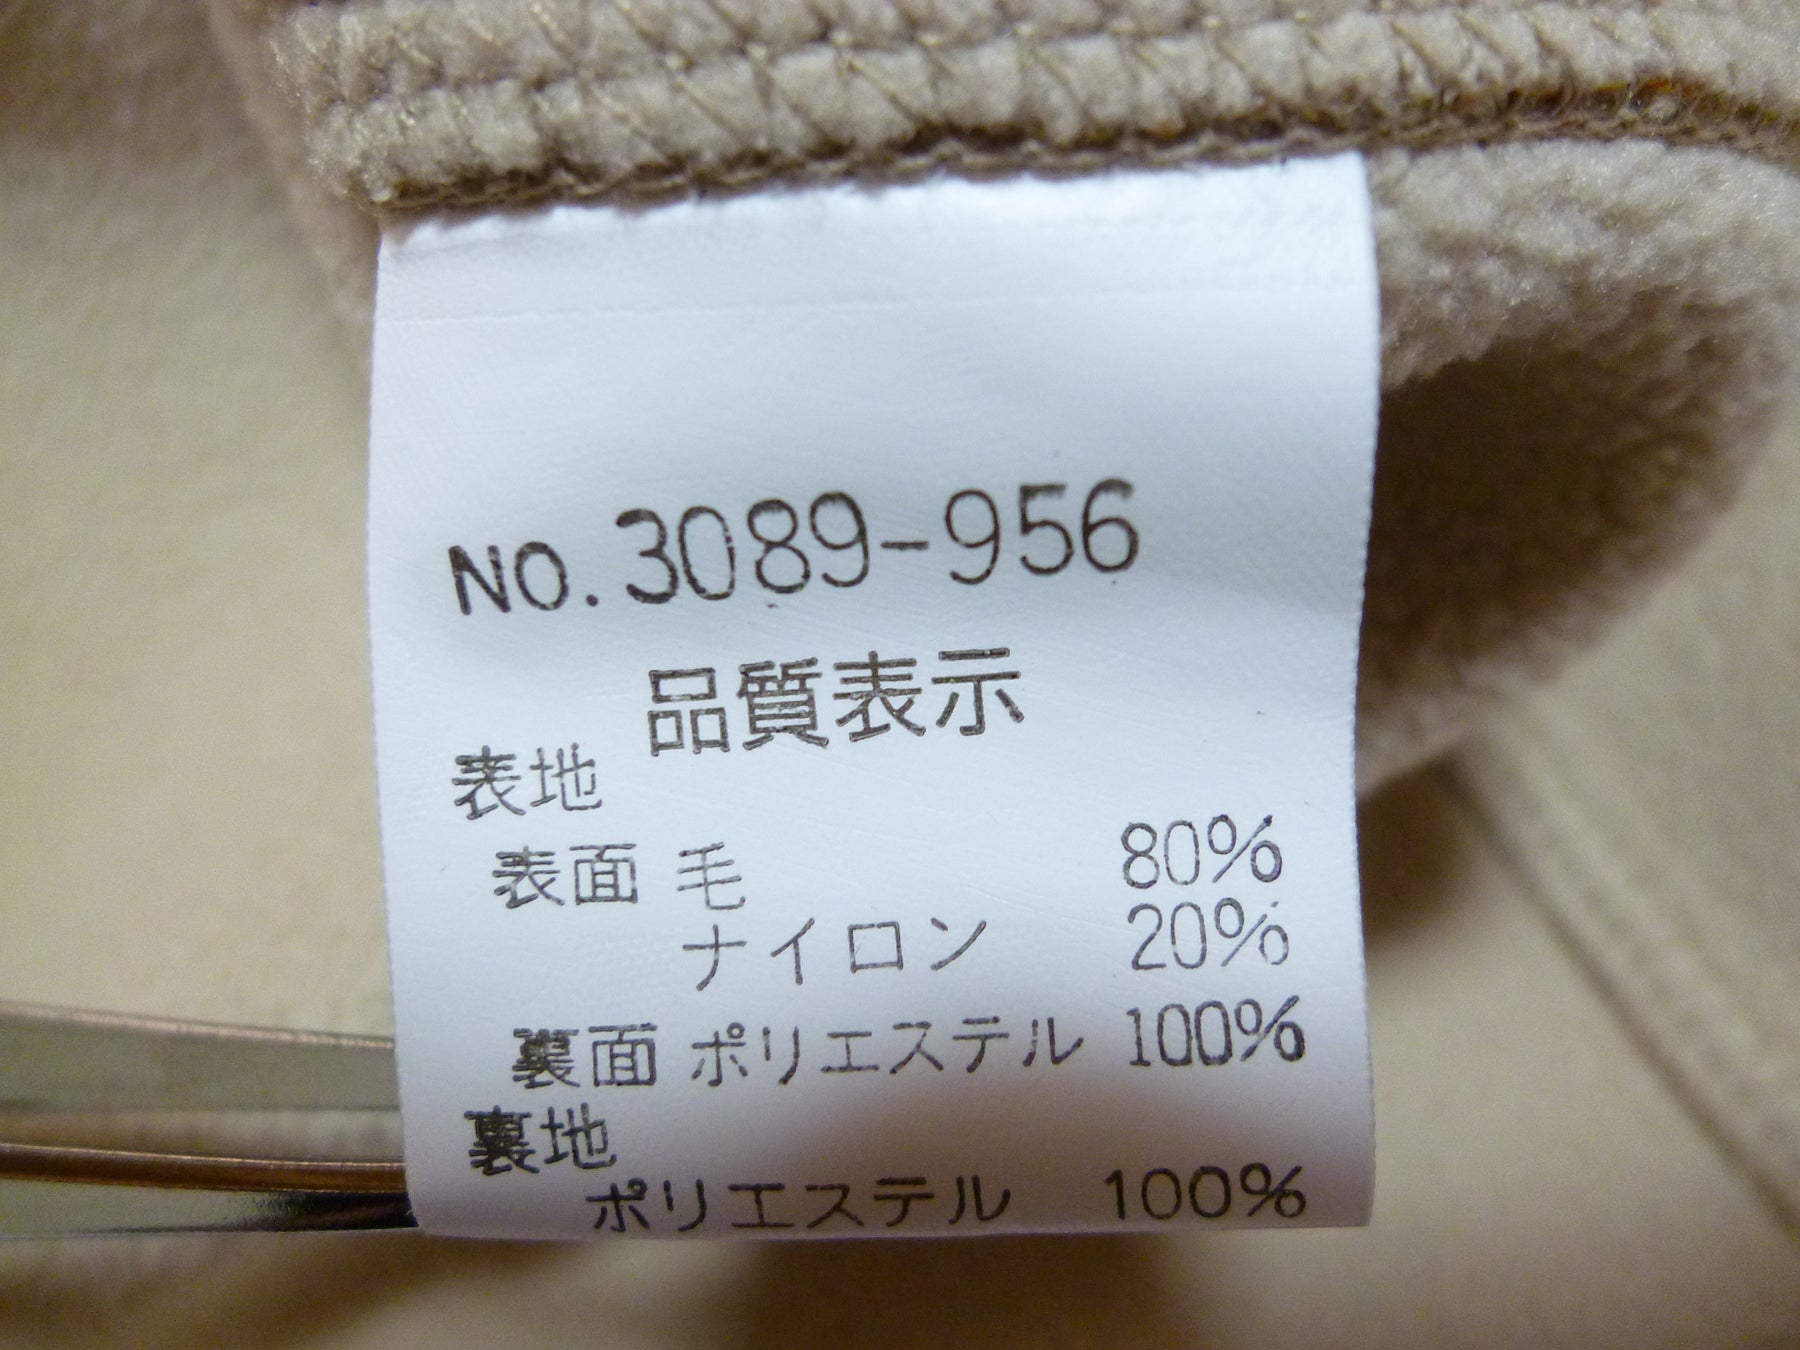 NO.3089-956
品質表示
表地
表面 毛 80%
ナイロン 20%
裏面 ポリエステル 100%
裏地
ポリエステル 100%